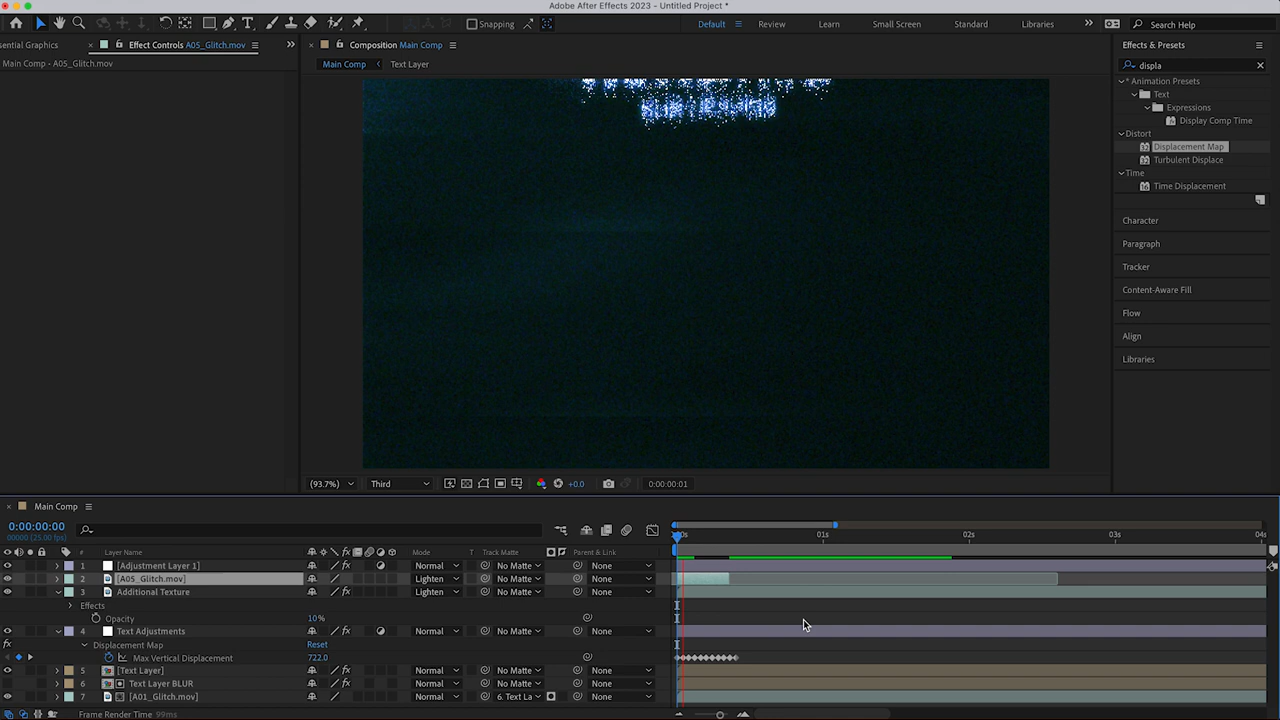 Adobe After Effects 2023 - Untitled Project *
Snapping
Default
Review
Learn
Small Screen
Standard
Libraries
Search Help
sential Graphics
Effect Controls A05_Glitch.mov
Composition Main Comp
Effects & Presets
Main Comp - A05_Glitch.mov
Main Comp
Text Layer
displa
* Animation Presets
Text
Expressions
Display Comp Time
Distort
Displacement Map
Turbulent Displace
Time
Time Displacement
Character
Paragraph
Tracker
Content-Aware Fill
Flow
Align
Libraries
(93.7%)
Third
+0.0
0:00:00:01
Main Comp
0:00:00:00
00000 (25.00 fps)
01s
02s
03s
04s
# Layer Name
Mode
T
Track Matte
Parent & Link
1 [Adjustment Layer 1] Normal No Matte None
2 [A05_Glitch.mov] Lighten No Matte None
3 Additional Texture Lighten No Matte None
Effects
Opacity 10%
4 Text Adjustments Normal No Matte None
Displacement Map Reset
Max Vertical Displacement 722.0
5 [Text Layer] Normal No Matte None
6 Text Layer BLUR Normal No Matte None
7 [A01_Glitch.mov] Normal 6. Text La None
Frame Render Time 99ms